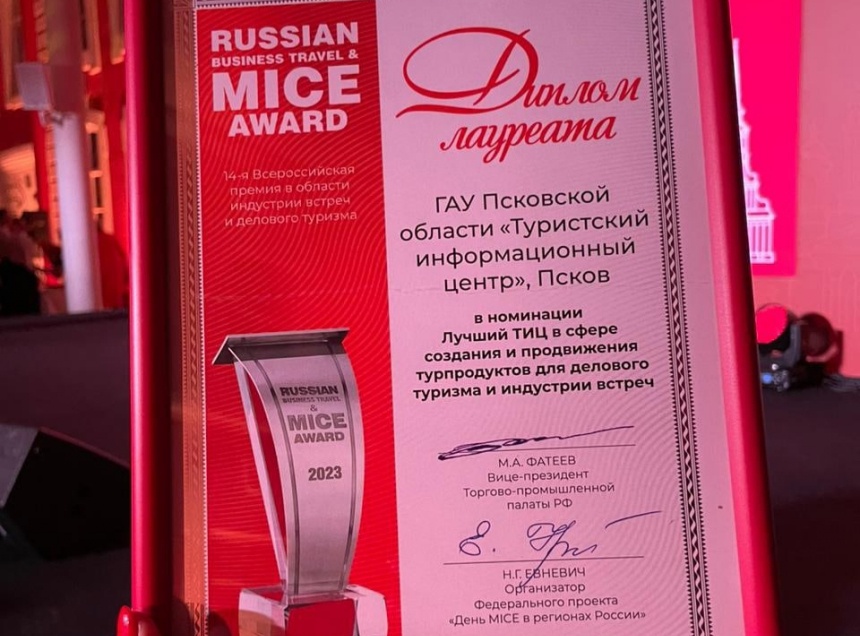 RUSSIAN
BUSINESS TRAVEL &
MICE
AWARD
14-я Всероссийская
премия в области
индустрии встреч
и делового туризма
Диплом
лауреата
ГАУ Псковской
области «Туристский
информационный
центр», Псков
в номинации
Лучший ТИЦ в сфере
создания и продвижения
турпродуктов для делового
туризма и индустрии встреч
RUSSIAN
BUSINESS TRAVEL
&
MICE
AWARD
2023
М.А. ФАТЕЕВ
Вице-президент
Торгово-промышленной
палаты РФ
Н.Г. ЕВНЕВИЧ
Организатор
Федерального проекта
«День MICE в регионах России»